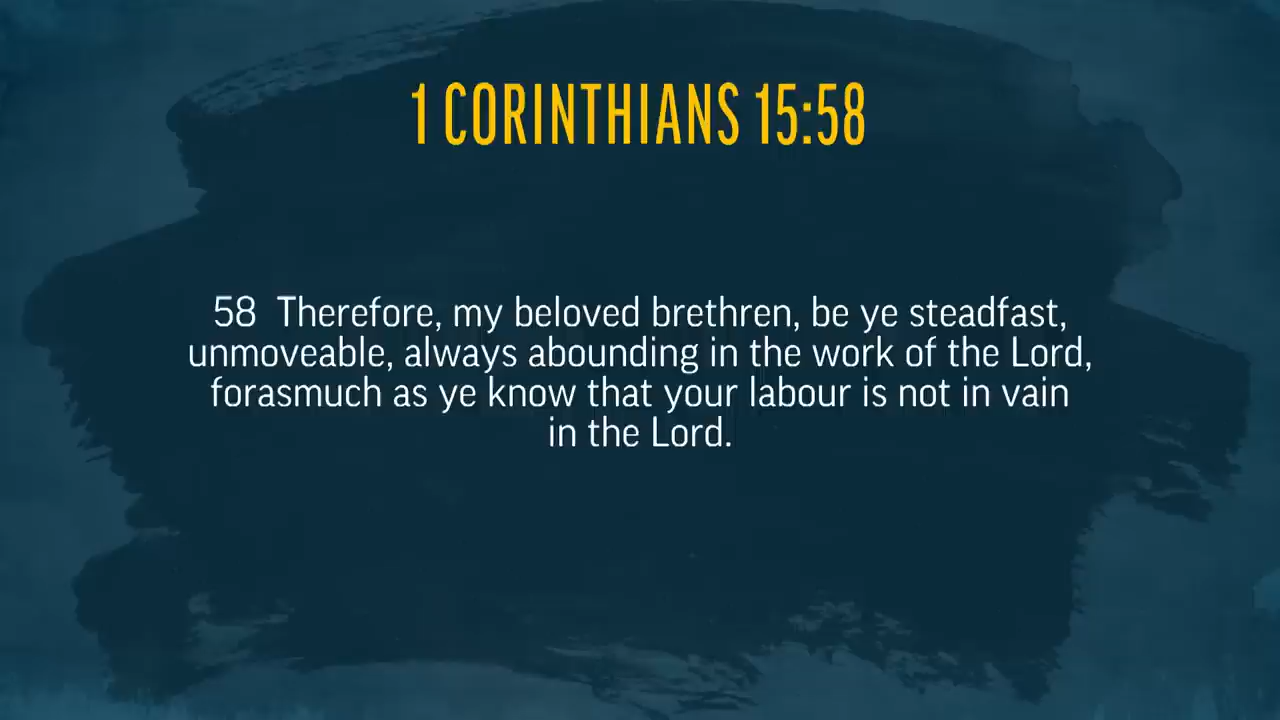 1 CORINTHIANS 15:58
58 Therefore, my beloved brethren, be ye steadfast,
unmoveable, always abounding in the work of the Lord,
forasmuch as ye know that your labour is not in vain
in the Lord.